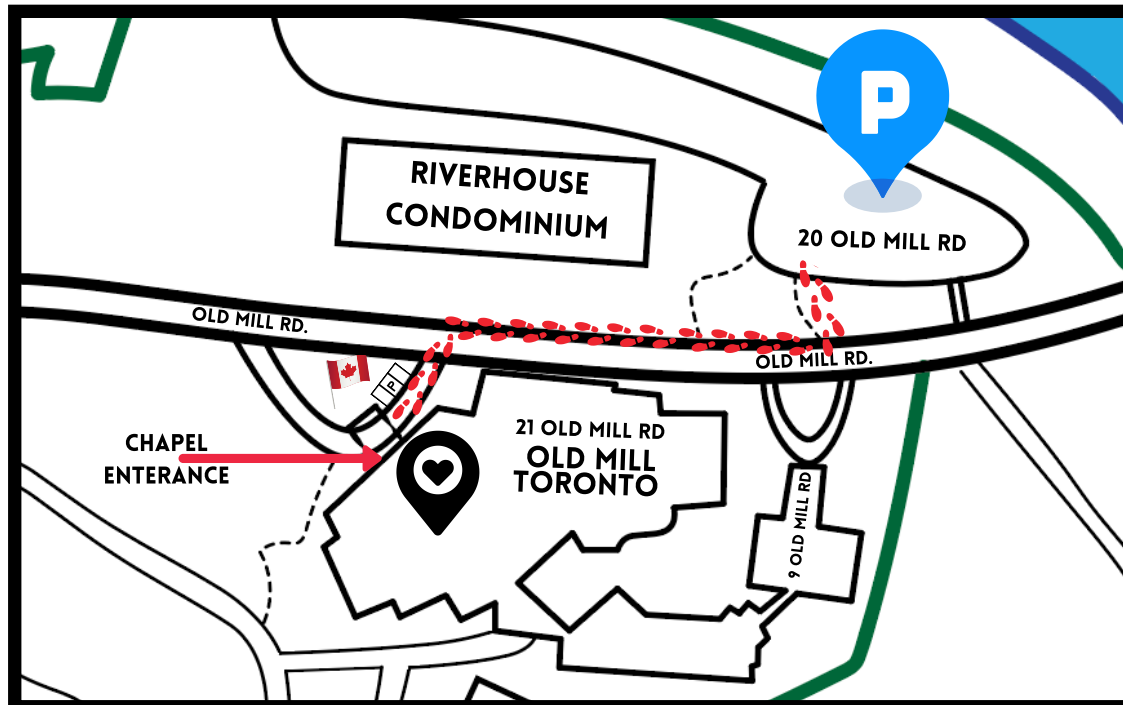 P
RIVERHOUSE
CONDOMINIUM
20 OLD MILL RD
OLD MILL RD.
OLD MILL RD.
P
21 OLD MILL RD
OLD MILL
TORONTO
CHAPEL
ENTERANCE
9 OLD MILL RD